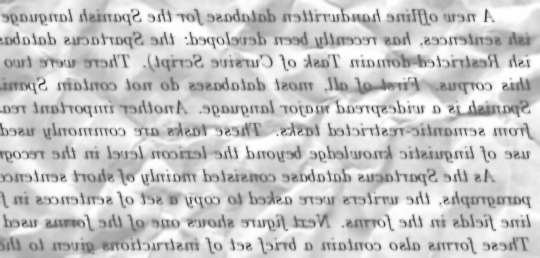 A new offline handwritten database for the Spanish language
ish sentences, has recently been developed: the Spartacus databas
ish Restricted-domain Task of Cursive Script). There were two
this corpus. First of all, most databases do not contain Spani
Spanish is a widespread major language. Another important rea
from semantic-restricted tasks. These tasks are commonly used
use of linguistic knowledge beyond the lexicon level in the recogn
As the Spartacus database consisted mainly of short sentence
paragraphs, the writers were asked to copy a set of sentences in f
line fields in the forms. Next figure shows one of the forms used
These forms also contain a brief set of instructions given to the